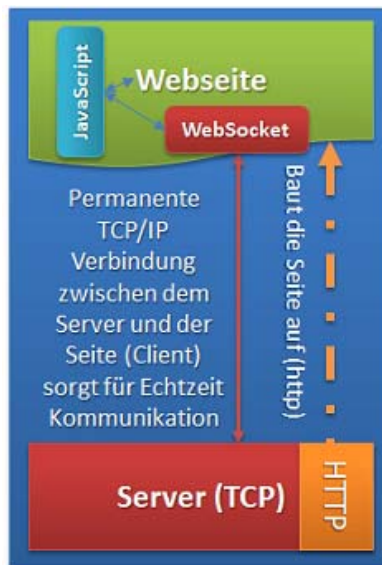 JavaScript
Webseite
WebSocket
Permanente
TCP/IP
Verbindung
zwischen dem
Server und der
Seite (Client)
sorgt für Echtzeit
Kommunikation
Baut die Seite auf (http)
Server (TCP)
HTTP